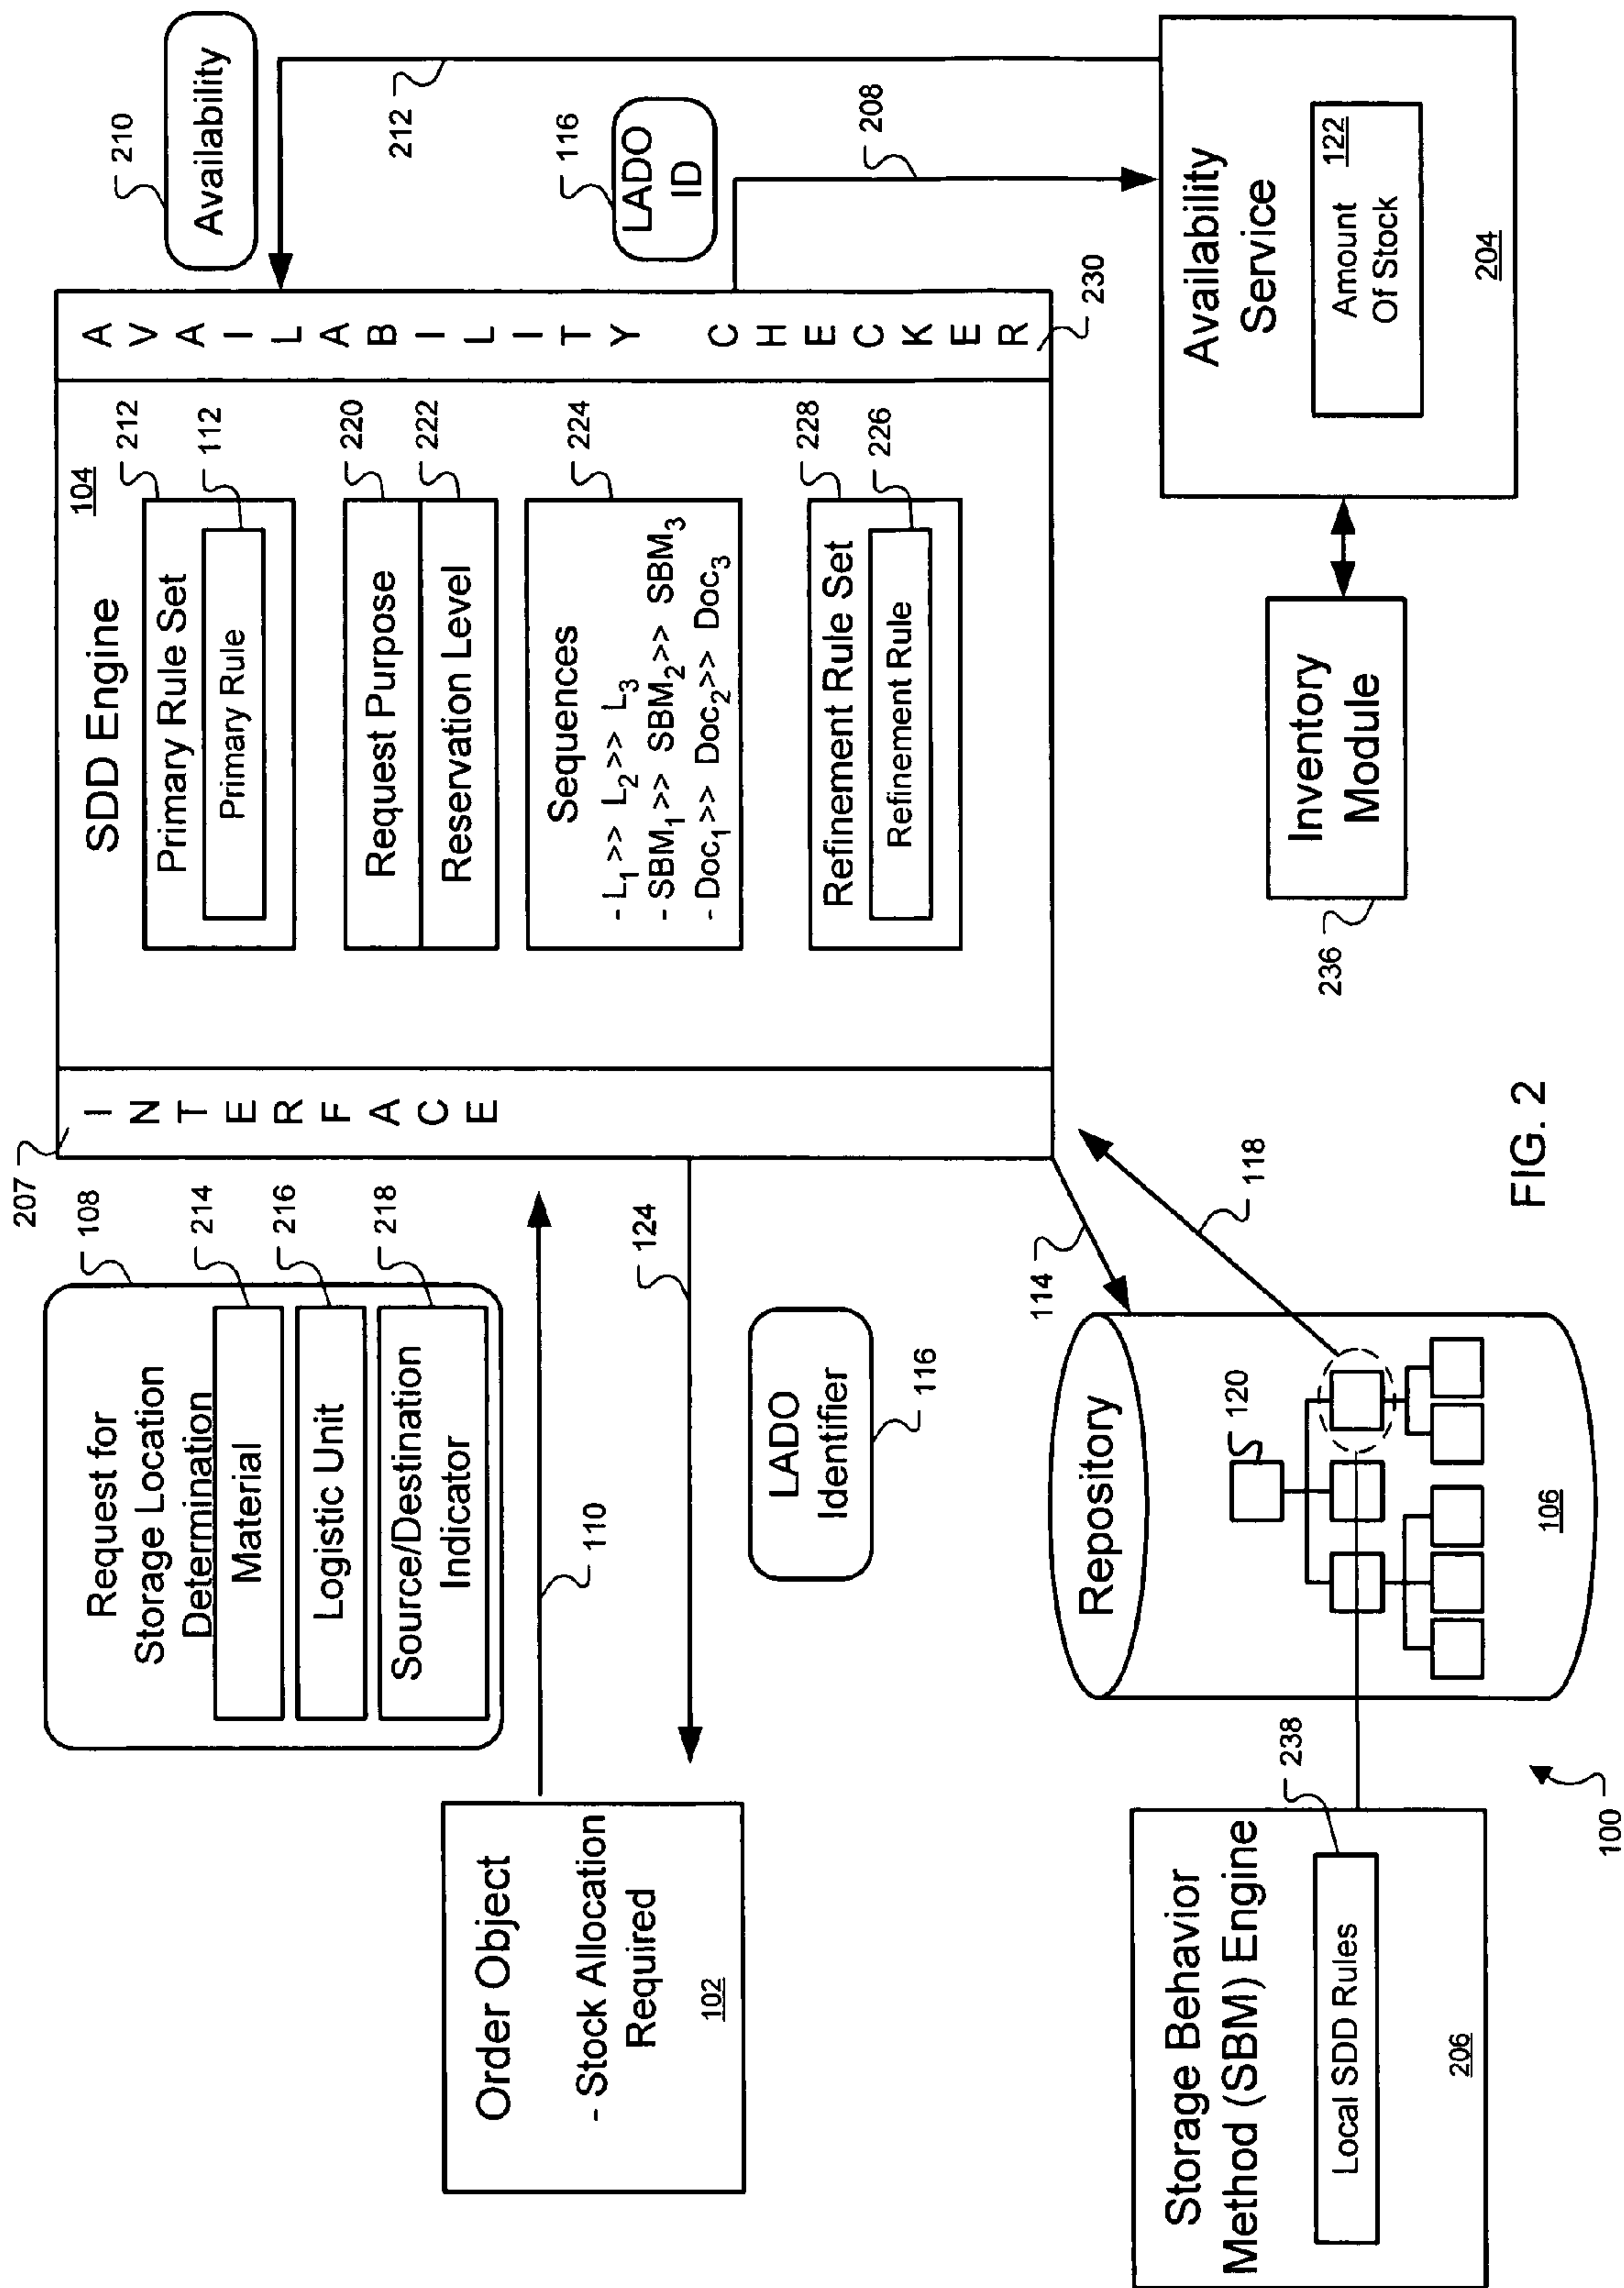 207
INTERFACE
SDD Engine
104
Primary Rule Set
212
Primary Rule
112
Request Purpose
220
Reservation Level
222
Sequences
224
- L1 >> L2 >> L3
- SBM1 >> SBM2 >> SBM3
- Doc1 >> Doc2 >> Doc3
Refinement Rule Set
228
Refinement Rule
226
AVAILABILITY CHECKER
230
210
Availability
212
116
LADO
ID
208
Request for
Storage Location
Determination
108
Material
214
Logistic Unit
216
Source/Destination
Indicator
218
110
124
LADO
Identifier
116
Order Object
- Stock Allocation
Required
102
Storage Behavior
Method (SBM) Engine
Local SDD Rules
238
206
Repository
120
106
114
118
Inventory
Module
236
Availability
Service
Amount
Of Stock
122
204
100
FIG. 2